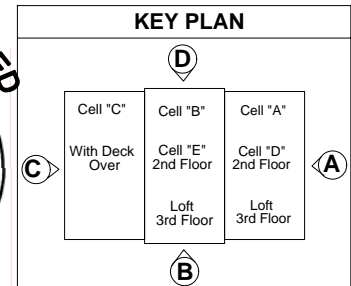 KEY PLAN
ED
D
Cell "C"
With Deck
Over
Cell "B"
Cell "E"
2nd Floor
Loft
3rd Floor
Cell "A"
Cell "D"
2nd Floor
Loft
3rd Floor
C
A
B